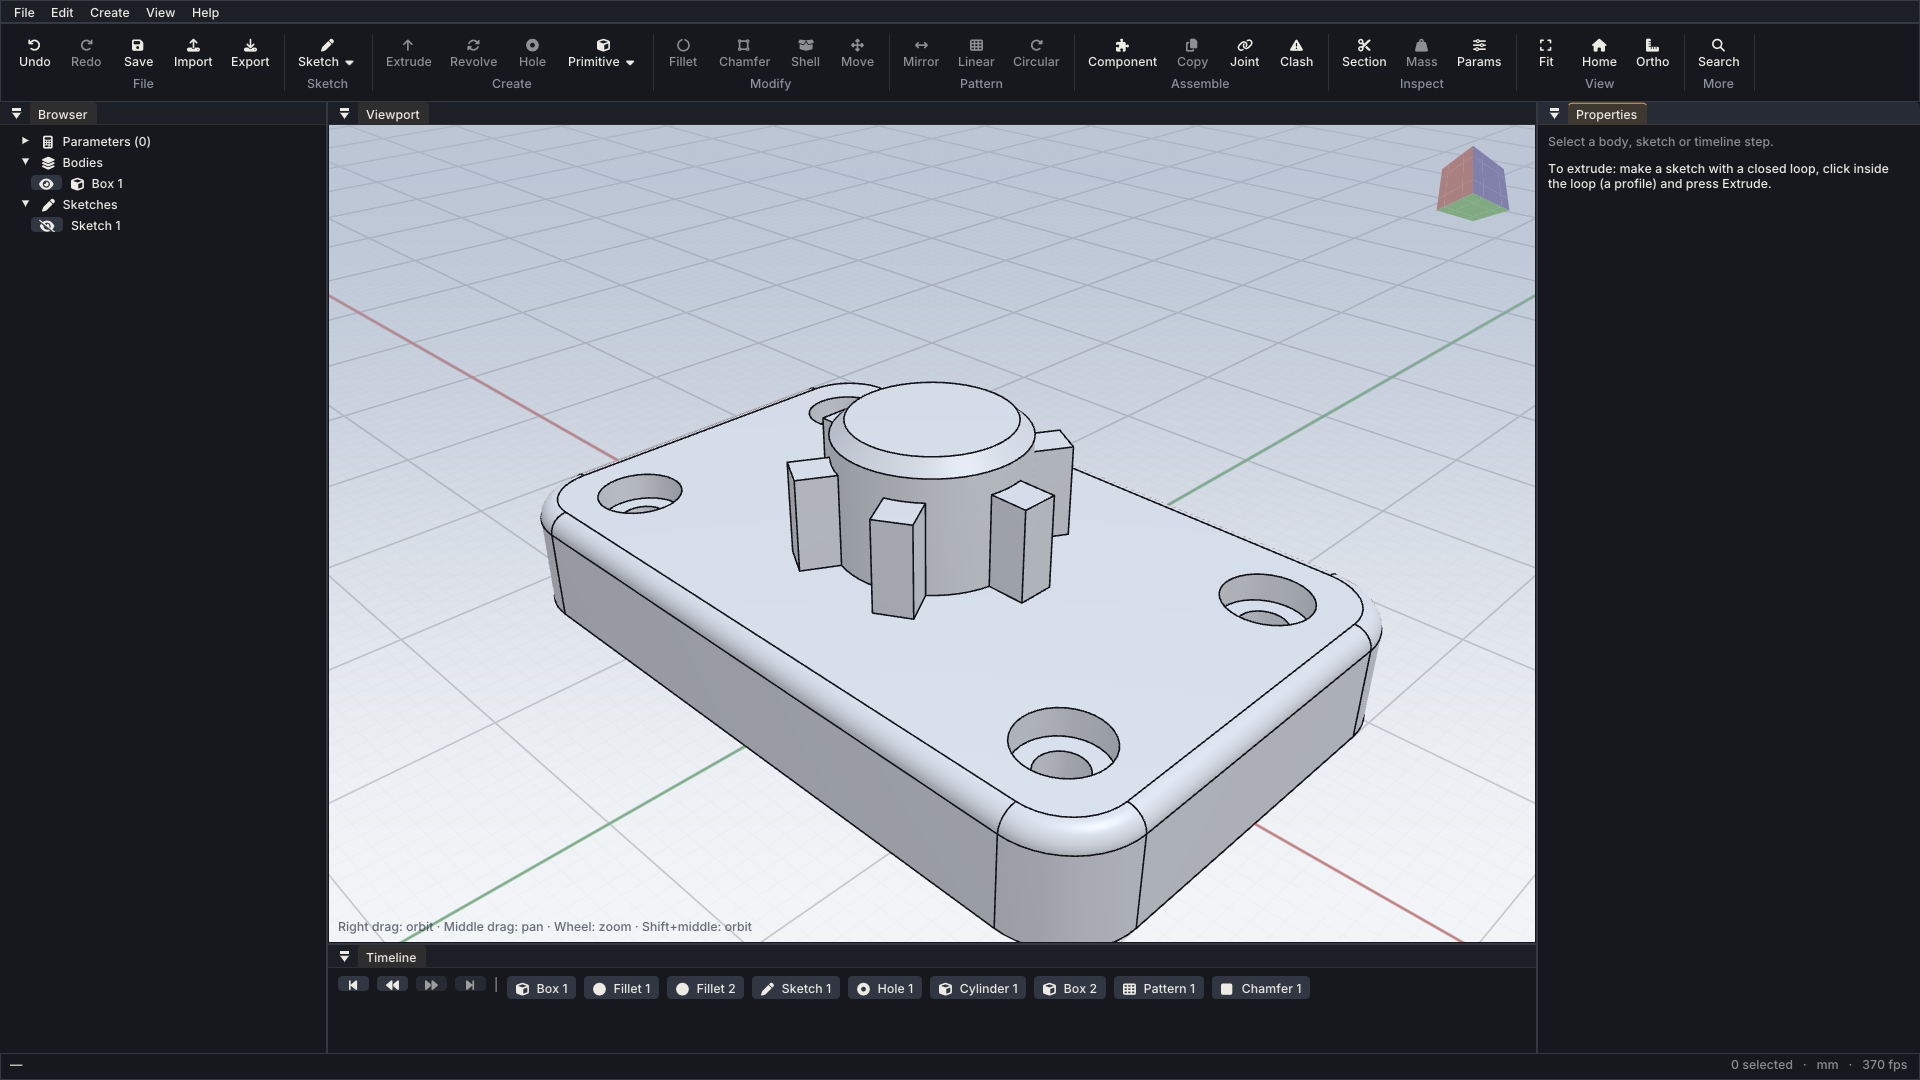 File Edit Create View Help
Undo Redo Save Import Export Sketch Extrude Revolve Hole Primitive Fillet Chamfer Shell Move Mirror Linear Circular Component Copy Joint Clash Section Mass Params Fit Home Ortho Search
File Sketch Create Modify Pattern Assemble Inspect View More
Browser
Parameters (0)
Bodies
Box 1
Sketches
Sketch 1
Viewport
Right drag: orbit · Middle drag: pan · Wheel: zoom · Shift+middle: orbit
Properties
Select a body, sketch or timeline step.
To extrude: make a sketch with a closed loop, click inside
the loop (a profile) and press Extrude.
Timeline
Box 1 Fillet 1 Fillet 2 Sketch 1 Hole 1 Cylinder 1 Box 2 Pattern 1 Chamfer 1
0 selected · mm · 370 fps